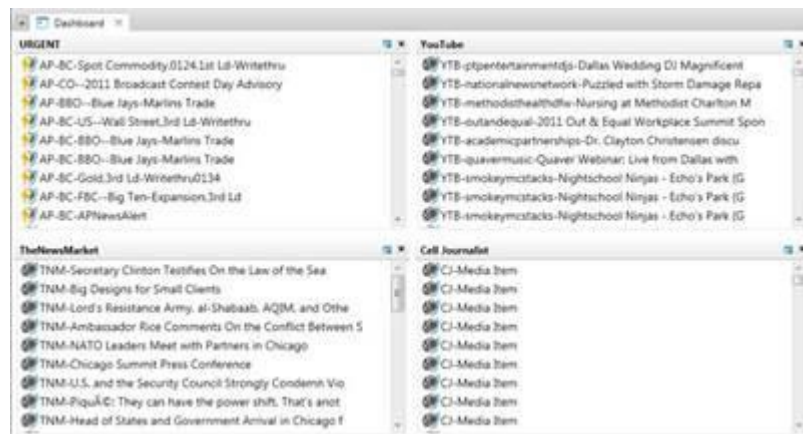 Dashboard
URGENT
AP-BC-Spot Commodity,0124,1st Ld-Writethru
AP-CO--2011 Broadcast Contest Day Advisory
AP-BBO--Blue Jays-Marlins Trade
AP-BC-US--Wall Street,3rd Ld-Writethru
AP-BC-BBO--Blue Jays-Marlins Trade
AP-BC-BBO--Blue Jays-Marlins Trade
AP-BC-Gold,3rd Ld-Writethru0134
AP-BC-FBC--Big Ten-Expansion,3rd Ld
AP-BC-APNewsAlert
YouTube
YTB-ptpentertainmentdjs-Dallas Wedding DJ Magnificent
YTB-nationalnewsnetwork-Puzzled with Storm Damage Repa
YTB-methodisthealthdfw-Nursing at Methodist Charlton M
YTB-outandequal-2011 Out & Equal Workplace Summit Spon
YTB-academicpartnerships-Dr. Clayton Christensen discu
YTB-quavermusic-Quaver Webinar: Live from Dallas with
YTB-smokeymcstacks-Nightschool Ninjas - Echo's Park (G
YTB-smokeymcstacks-Nightschool Ninjas - Echo's Park (G
YTB-smokeymcstacks-Nightschool Ninjas - Echo's Park (G
TheNewsMarket
TNM-Secretary Clinton Testifies On the Law of the Sea
TNM-Big Designs for Small Clients
TNM-Lord's Resistance Army, al-Shabaab, AQIM, and Othe
TNM-Ambassador Rice Comments On the Conflict Between S
TNM-NATO Leaders Meet with Partners in Chicago
TNM-Chicago Summit Press Conference
TNM-U.S. and the Security Council Strongly Condemn Vio
TNM-PiquÃ©: They can have the power shift. That's anot
TNM-Head of States and Government Arrival in Chicago f
Cell Journalist
CJ-Media Item
CJ-Media Item
CJ-Media Item
CJ-Media Item
CJ-Media Item
CJ-Media Item
CJ-Media Item
CJ-Media Item
CJ-Media Item